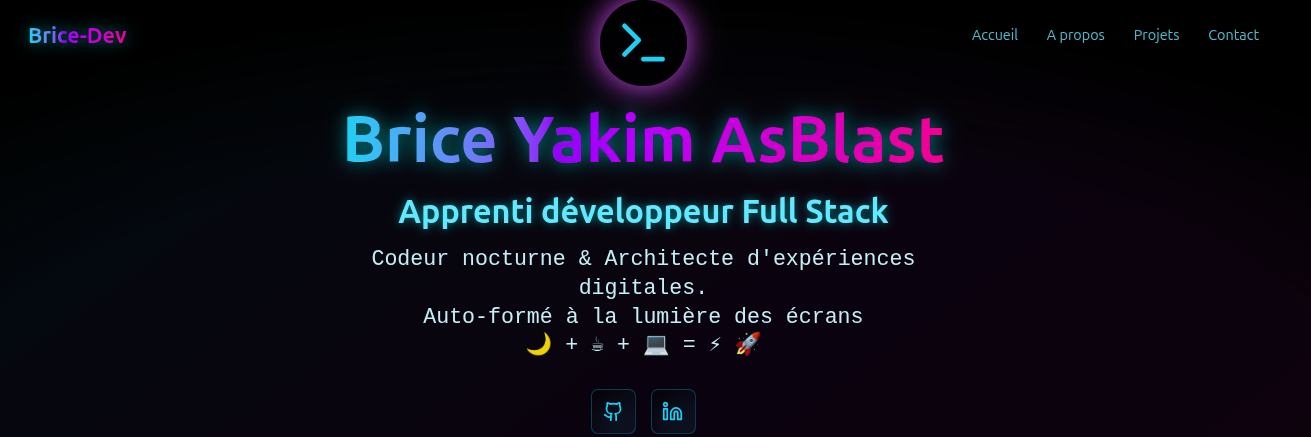 Brice-Dev
Accueil
A propos
Projets
Contact
Brice Yakim AsBlast
Apprenti développeur Full Stack
Codeur nocturne & Architecte d'expériences
digitales.
Auto-formé à la lumière des écrans
🌙 + ☕ + 💻 = ⚡ 🚀